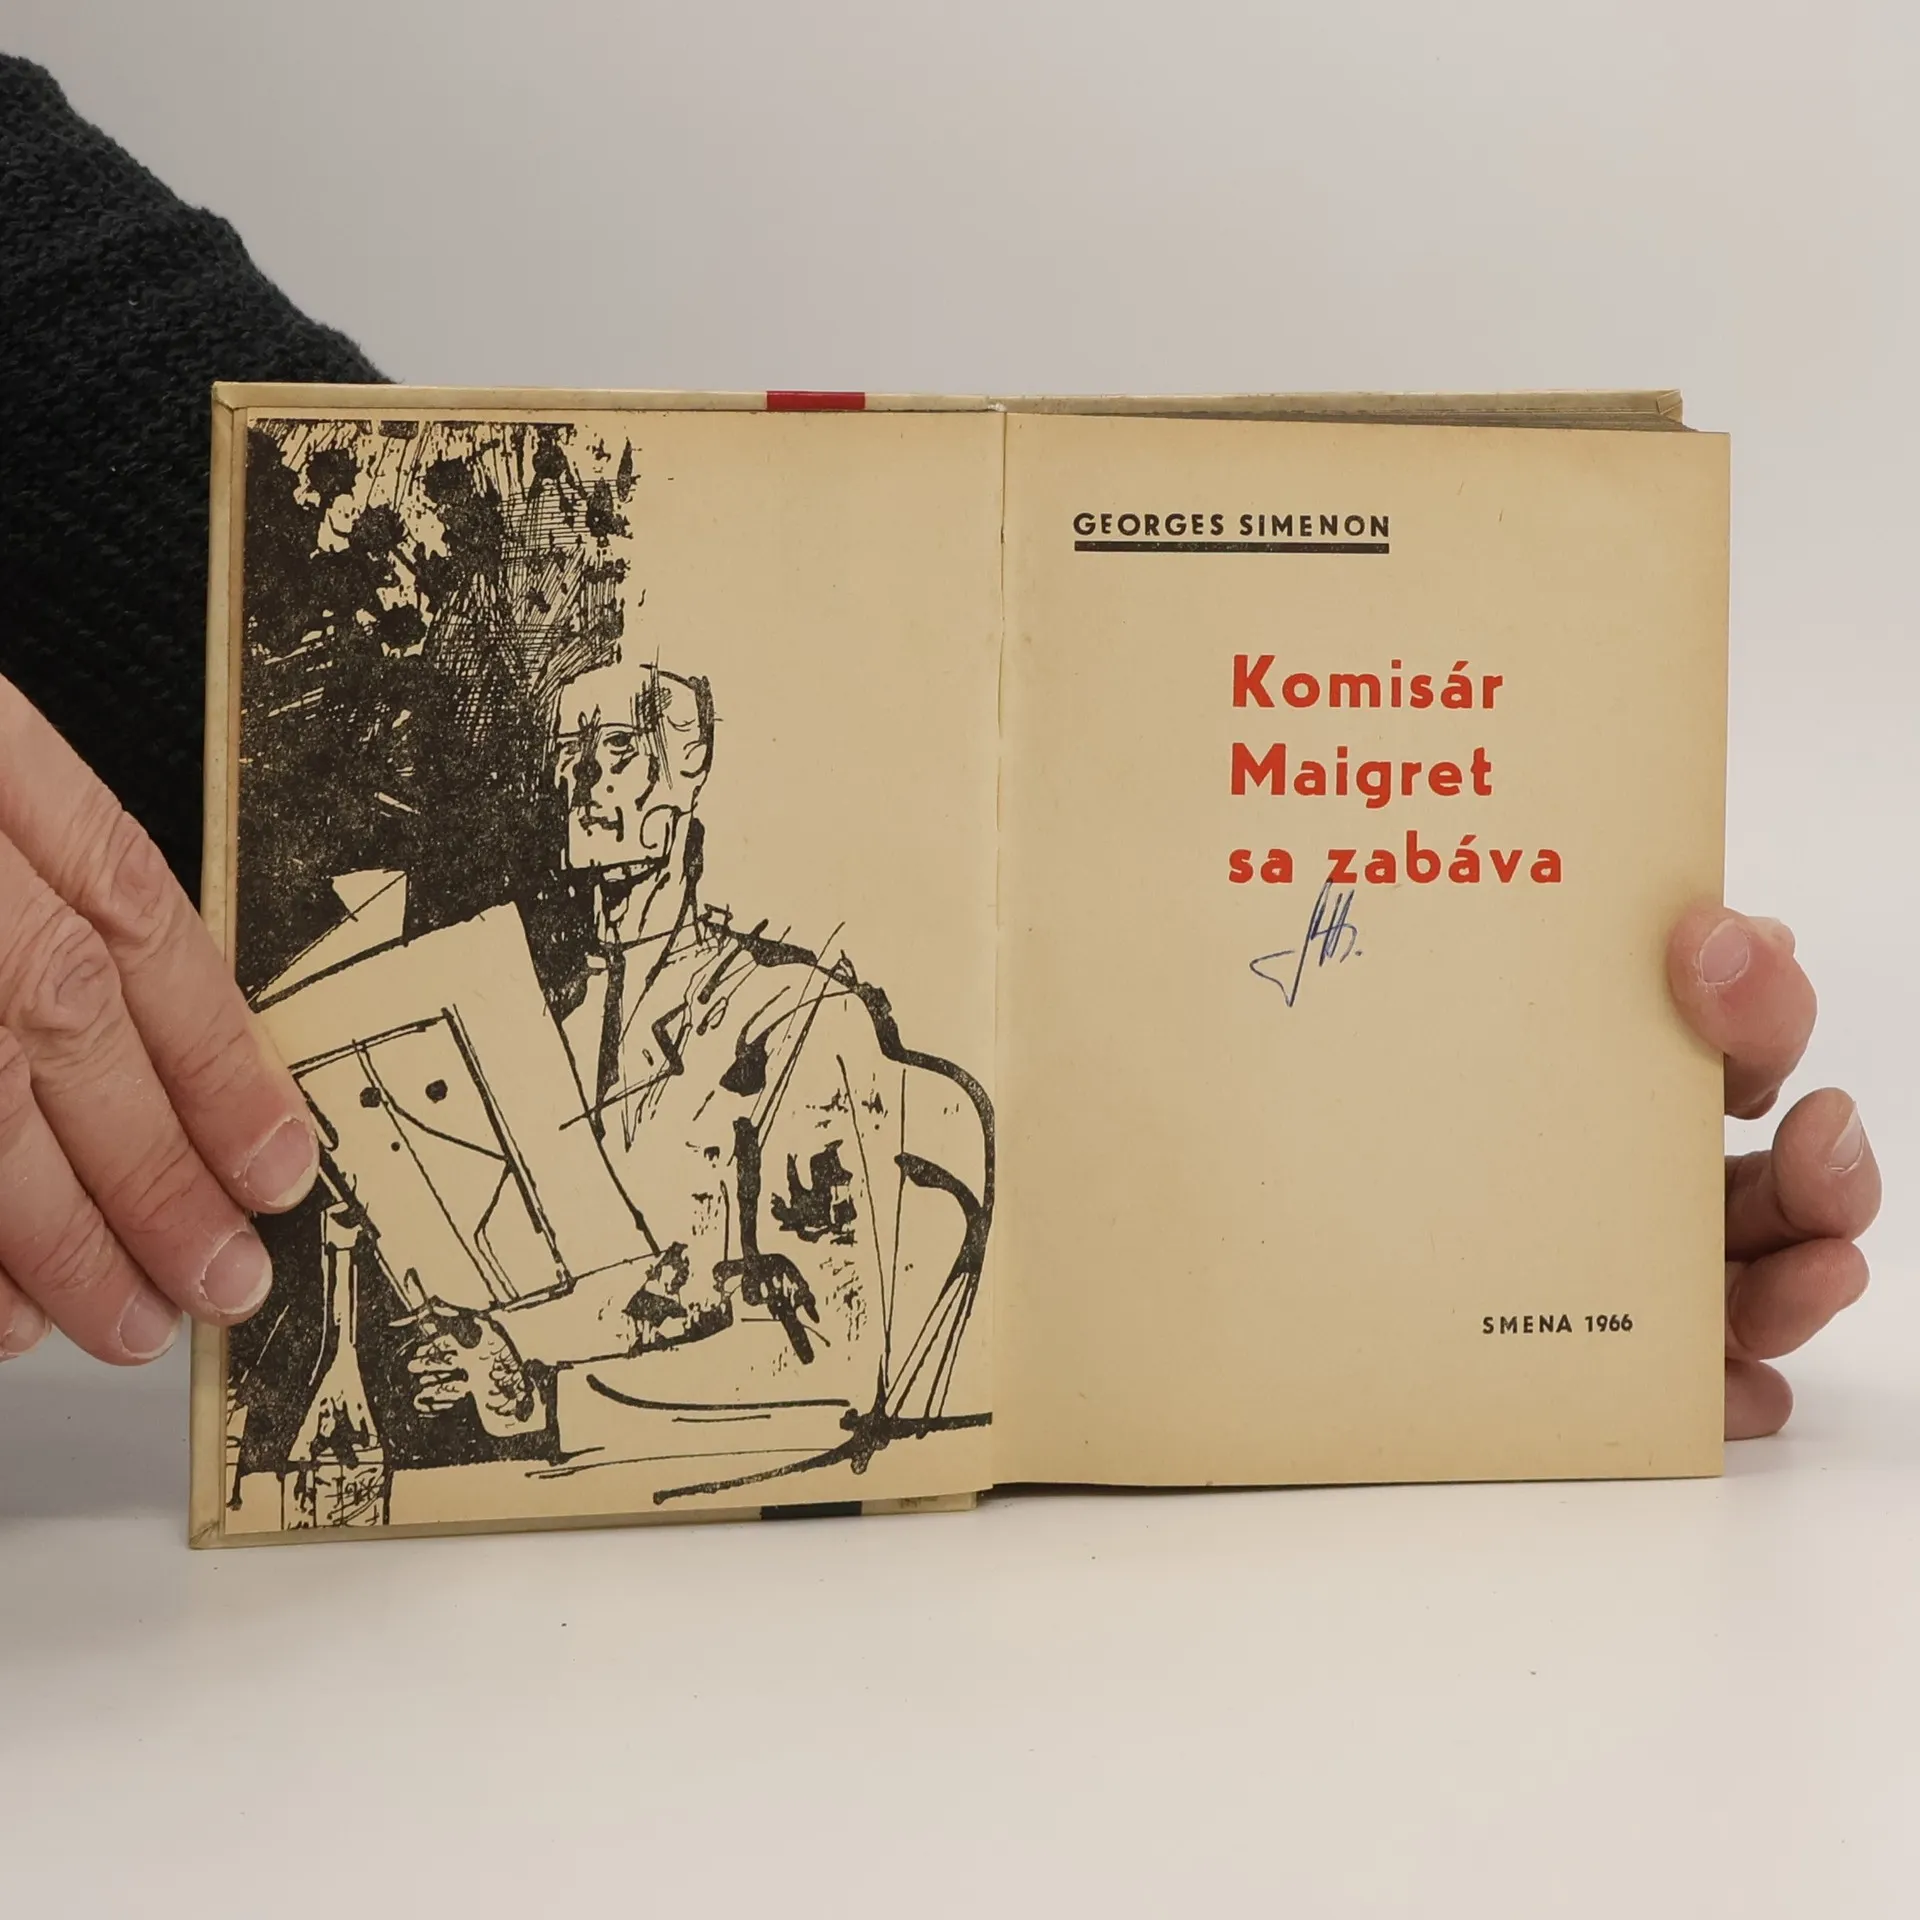 GEORGES SIMENON
Komisár
Maigret
sa zabáva
SMENA 1966